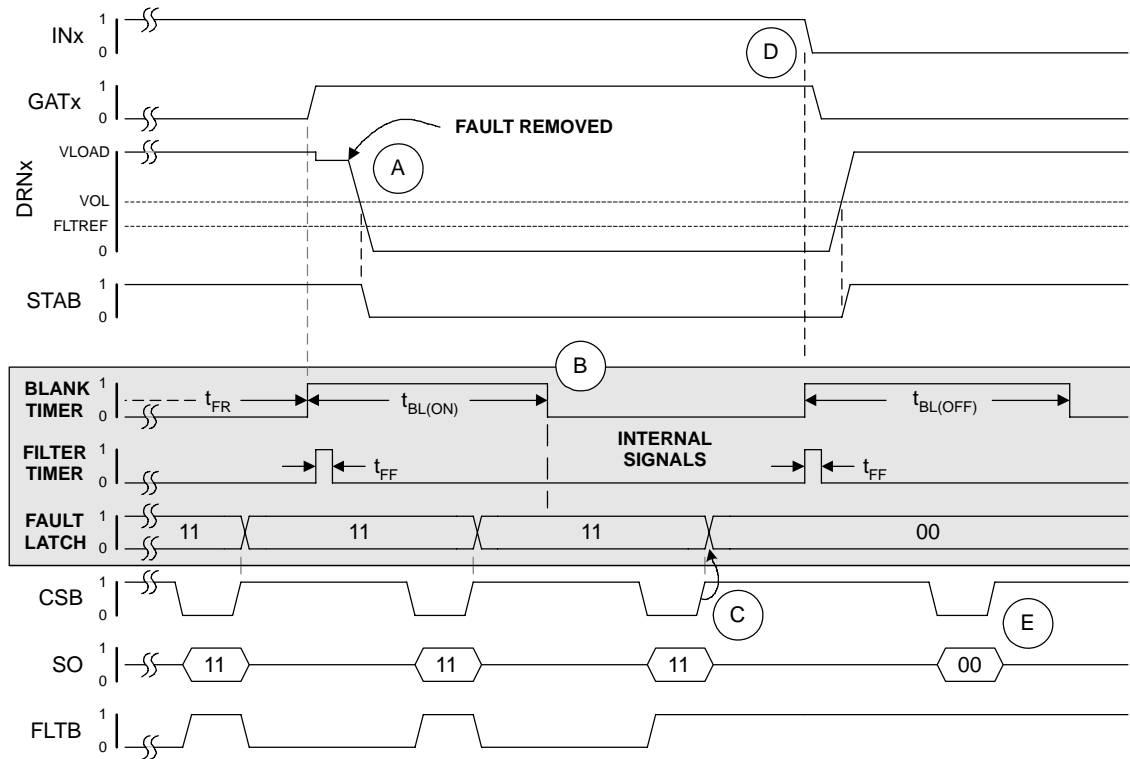 INx 1 0
D
GATx 1 0
FAULT REMOVED
A
DRNx
VLOAD
VOL
FLTREF
0
STAB 1 0
B
BLANK TIMER 1 0
tFR
tBL(ON)
tBL(OFF)
INTERNAL SIGNALS
FILTER TIMER 1 0
tFF
tFF
FAULT LATCH 1 0
11 11 11 00
CSB 1 0
C
E
SO 1 0
11 11 11 00
FLTB 1 0